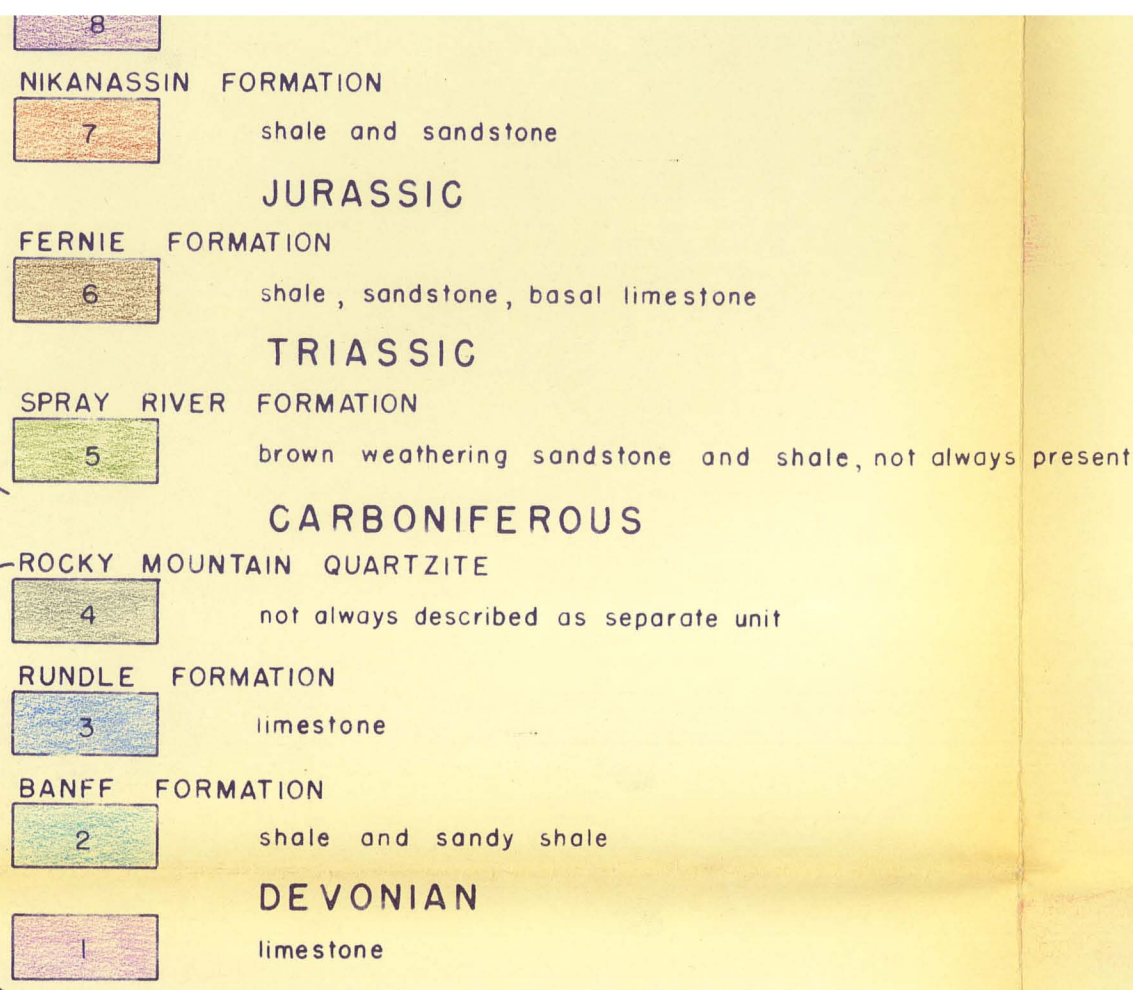 8
NIKANASSIN FORMATION
7 shale and sandstone
JURASSIC
FERNIE FORMATION
6 shale, sandstone, basal limestone
TRIASSIC
SPRAY RIVER FORMATION
5 brown weathering sandstone and shale, not always present
CARBONIFEROUS
ROCKY MOUNTAIN QUARTZITE
4 not always described as separate unit
RUNDLE FORMATION
3 limestone
BANFF FORMATION
2 shale and sandy shale
DEVONIAN
1 limestone